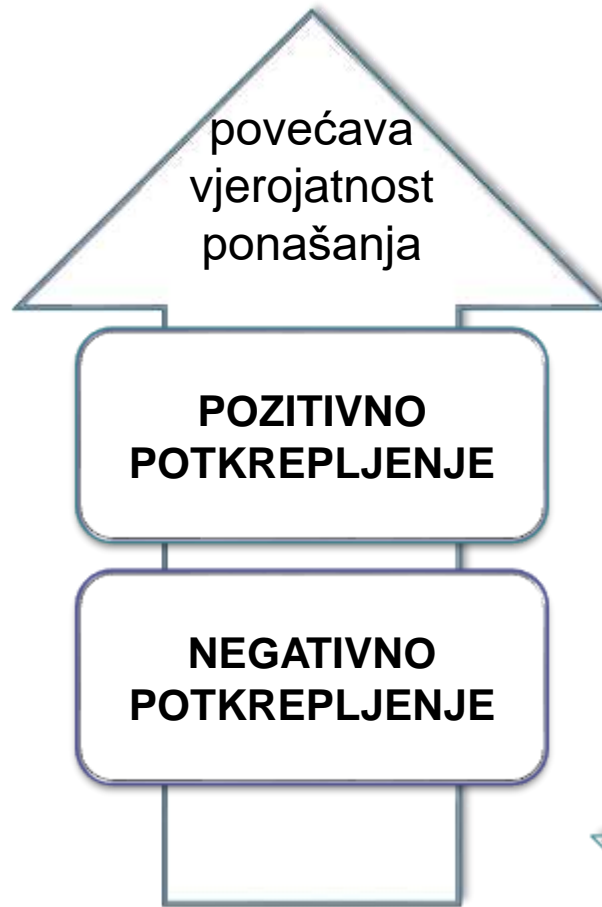 povećava
vjerojatnost
ponašanja
POZITIVNO
POTKREPLJENJE
NEGATIVNO
POTKREPLJENJE